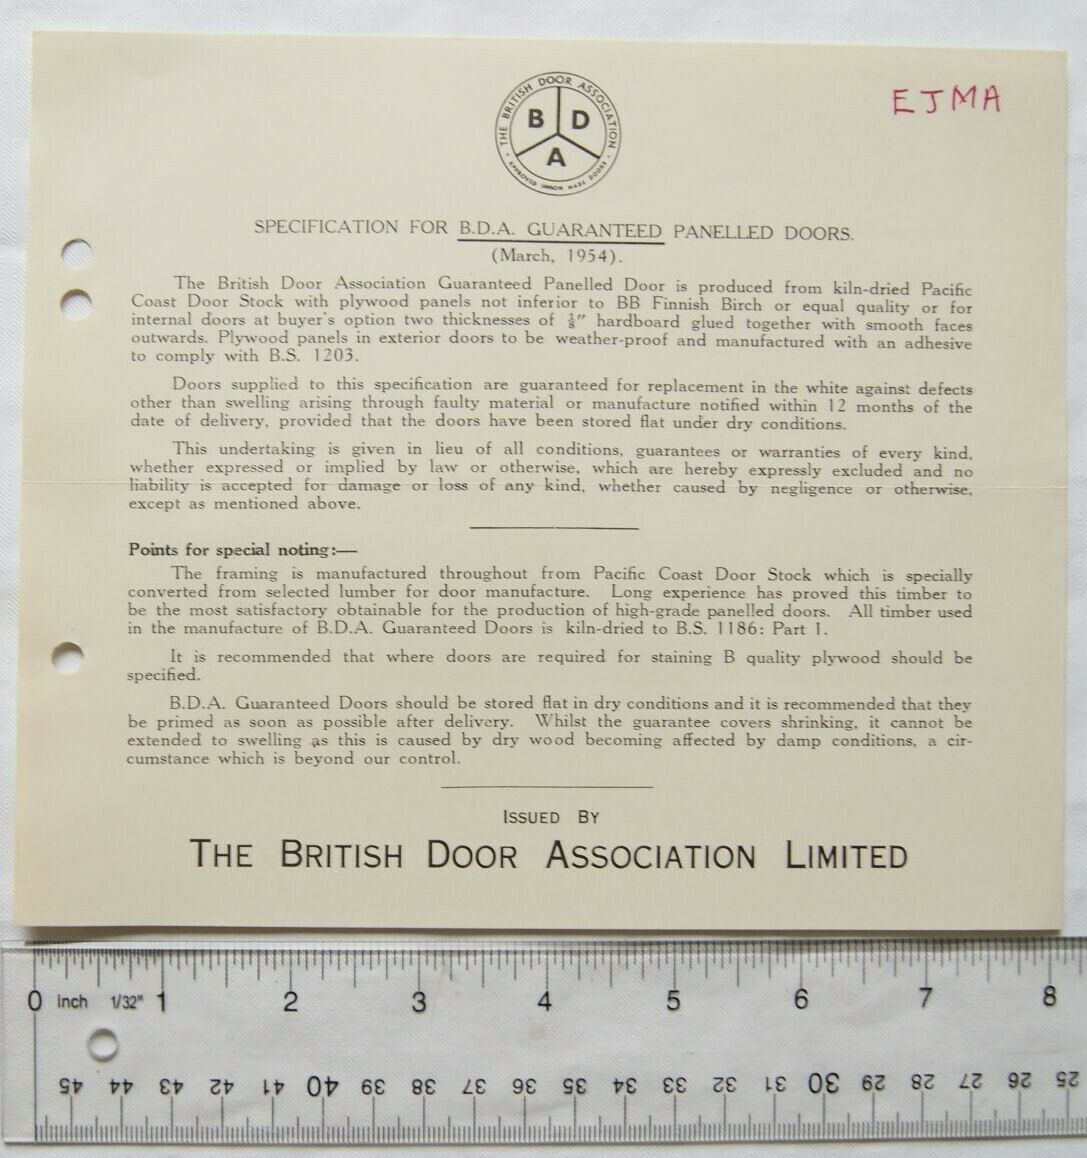 THE BRITISH DOOR ASSOCIATION
B D
A
APPROVED UNION MADE DOORS
EJMA
SPECIFICATION FOR B.D.A. GUARANTEED PANELLED DOORS.
(March, 1954).
The British Door Association Guaranteed Panelled Door is produced from kiln-dried Pacific
Coast Door Stock with plywood panels not inferior to BB Finnish Birch or equal quality or for
internal doors at buyer's option two thicknesses of ⅛″ hardboard glued together with smooth faces
outwards. Plywood panels in exterior doors to be weather-proof and manufactured with an adhesive
to comply with B.S. 1203.
Doors supplied to this specification are guaranteed for replacement in the white against defects
other than swelling arising through faulty material or manufacture notified within 12 months of the
date of delivery, provided that the doors have been stored flat under dry conditions.
This undertaking is given in lieu of all conditions, guarantees or warranties of every kind,
whether expressed or implied by law or otherwise, which are hereby expressly excluded and no
liability is accepted for damage or loss of any kind, whether caused by negligence or otherwise,
except as mentioned above.
Points for special noting:—
The framing is manufactured throughout from Pacific Coast Door Stock which is specially
converted from selected lumber for door manufacture. Long experience has proved this timber to
be the most satisfactory obtainable for the production of high-grade panelled doors. All timber used
in the manufacture of B.D.A. Guaranteed Doors is kiln-dried to B.S. 1186: Part 1.
It is recommended that where doors are required for staining B quality plywood should be
specified.
B.D.A. Guaranteed Doors should be stored flat in dry conditions and it is recommended that they
be primed as soon as possible after delivery. Whilst the guarantee covers shrinking, it cannot be
extended to swelling as this is caused by dry wood becoming affected by damp conditions, a cir-
cumstance which is beyond our control.
ISSUED BY
THE BRITISH DOOR ASSOCIATION LIMITED
0 Inch 1/32" 1 2 3 4 5 6 7 8
45 44 43 42 41 40 39 38 37 36 35 34 33 32 31 30 29 28 27 26 25